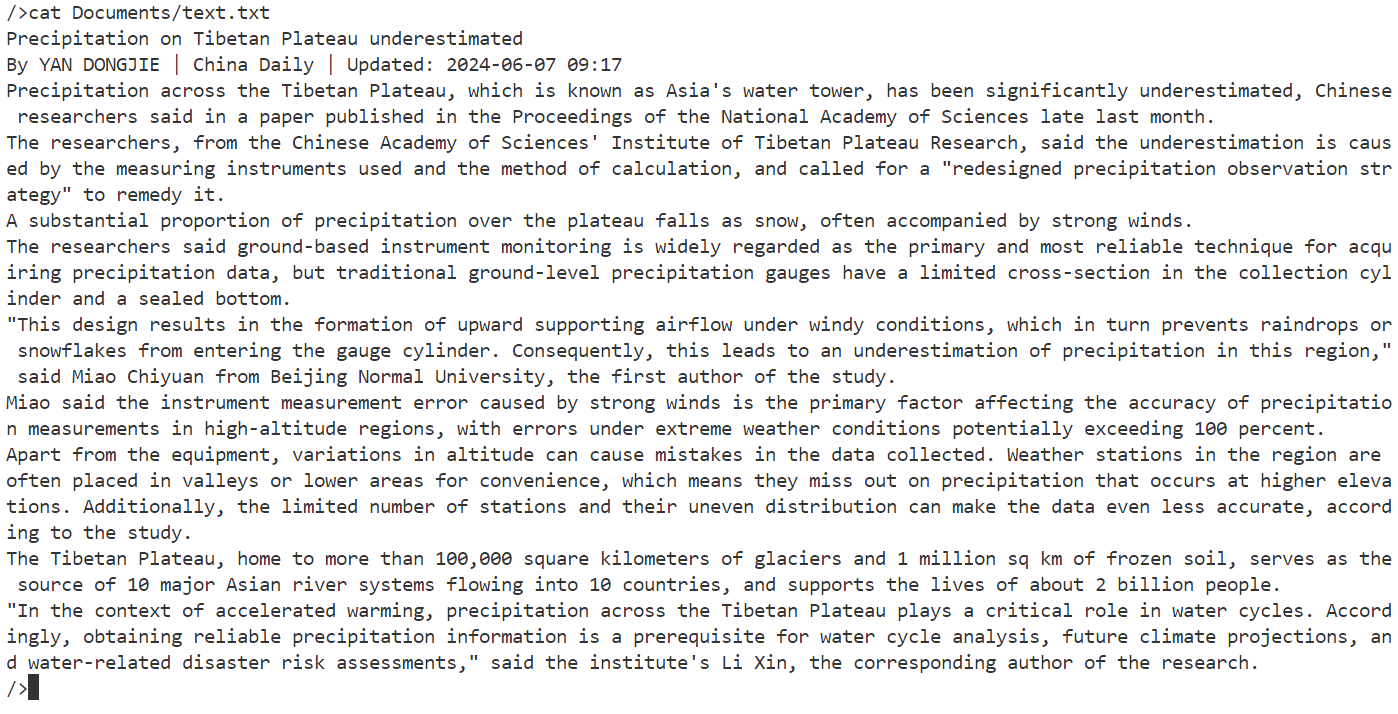 />cat Documents/text.txt
Precipitation on Tibetan Plateau underestimated
By YAN DONGJIE | China Daily | Updated: 2024-06-07 09:17
Precipitation across the Tibetan Plateau, which is known as Asia's water tower, has been significantly underestimated, Chinese
 researchers said in a paper published in the Proceedings of the National Academy of Sciences late last month.
The researchers, from the Chinese Academy of Sciences' Institute of Tibetan Plateau Research, said the underestimation is caus
ed by the measuring instruments used and the method of calculation, and called for a "redesigned precipitation observation str
ategy" to remedy it.
A substantial proportion of precipitation over the plateau falls as snow, often accompanied by strong winds.
The researchers said ground-based instrument monitoring is widely regarded as the primary and most reliable technique for acqu
iring precipitation data, but traditional ground-level precipitation gauges have a limited cross-section in the collection cyl
inder and a sealed bottom.
"This design results in the formation of upward supporting airflow under windy conditions, which in turn prevents raindrops or
 snowflakes from entering the gauge cylinder. Consequently, this leads to an underestimation of precipitation in this region,"
 said Miao Chiyuan from Beijing Normal University, the first author of the study.
Miao said the instrument measurement error caused by strong winds is the primary factor affecting the accuracy of precipitatio
n measurements in high-altitude regions, with errors under extreme weather conditions potentially exceeding 100 percent.
Apart from the equipment, variations in altitude can cause mistakes in the data collected. Weather stations in the region are
often placed in valleys or lower areas for convenience, which means they miss out on precipitation that occurs at higher eleva
tions. Additionally, the limited number of stations and their uneven distribution can make the data even less accurate, accord
ing to the study.
The Tibetan Plateau, home to more than 100,000 square kilometers of glaciers and 1 million sq km of frozen soil, serves as the
 source of 10 major Asian river systems flowing into 10 countries, and supports the lives of about 2 billion people.
"In the context of accelerated warming, precipitation across the Tibetan Plateau plays a critical role in water cycles. Accord
ingly, obtaining reliable precipitation information is a prerequisite for water cycle analysis, future climate projections, an
d water-related disaster risk assessments," said the institute's Li Xin, the corresponding author of the research.
/>